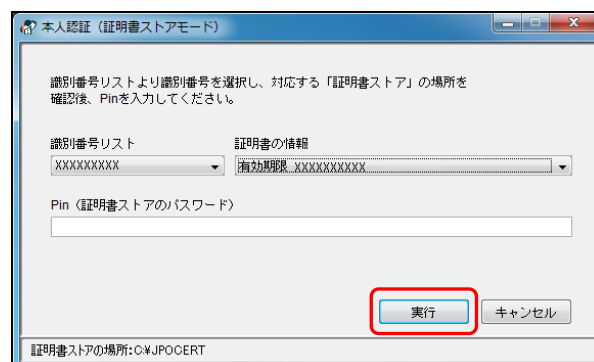 本人認証（証明書ストアモード）
識別番号リストより識別番号を選択し、対応する「証明書ストア」の場所を
確認後、Pinを入力してください。
識別番号リスト 証明書の情報
XXXXXXXXX 有効期限 XXXXXXXXXX
Pin（証明書ストアのパスワード）
実行 キャンセル
証明書ストアの場所:C:¥JPOCERT